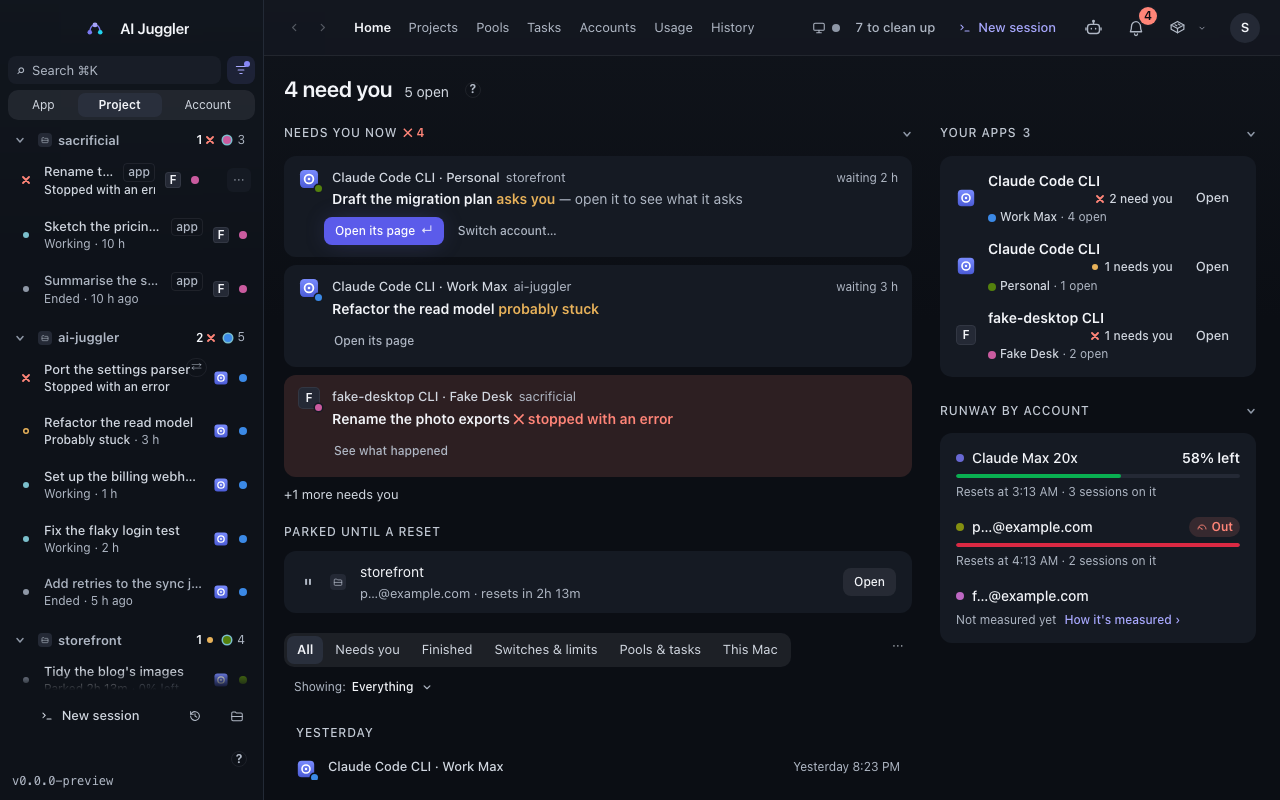 AI Juggler
Search ⌘K
App Project Account
sacrificial 1 3
Rename t... app F
Stopped with an err
Sketch the pricin... app F
Working · 10 h
Summarise the s... app F
Ended · 10 h ago
ai-juggler 2 5
Port the settings parser
Stopped with an error
Refactor the read model
Probably stuck · 3 h
Set up the billing webh...
Working · 1 h
Fix the flaky login test
Working · 2 h
Add retries to the sync j...
Ended · 5 h ago
storefront 1 4
Tidy the blog's images
Parked 2h 13m · 0% left
New session
?
v0.0.0-preview
Home Projects Pools Tasks Accounts Usage History
7 to clean up
New session
4
S
4 need you 5 open ?
NEEDS YOU NOW 4
Claude Code CLI · Personal storefront waiting 2 h
Draft the migration plan asks you — open it to see what it asks
Open its page ↵ Switch account...
Claude Code CLI · Work Max ai-juggler waiting 3 h
Refactor the read model probably stuck
Open its page
F fake-desktop CLI · Fake Desk sacrificial
Rename the photo exports stopped with an error
See what happened
+1 more needs you
PARKED UNTIL A RESET
storefront
p...@example.com · resets in 2h 13m
Open
All Needs you Finished Switches & limits Pools & tasks This Mac
Showing: Everything
YESTERDAY
Claude Code CLI · Work Max Yesterday 8:23 PM
YOUR APPS 3
Claude Code CLI
2 need you Open
Work Max · 4 open
Claude Code CLI
1 needs you Open
Personal · 1 open
fake-desktop CLI
F 1 needs you Open
Fake Desk · 2 open
RUNWAY BY ACCOUNT
Claude Max 20x 58% left
Resets at 3:13 AM · 3 sessions on it
p...@example.com Out
Resets at 4:13 AM · 2 sessions on it
f...@example.com
Not measured yet How it's measured ›